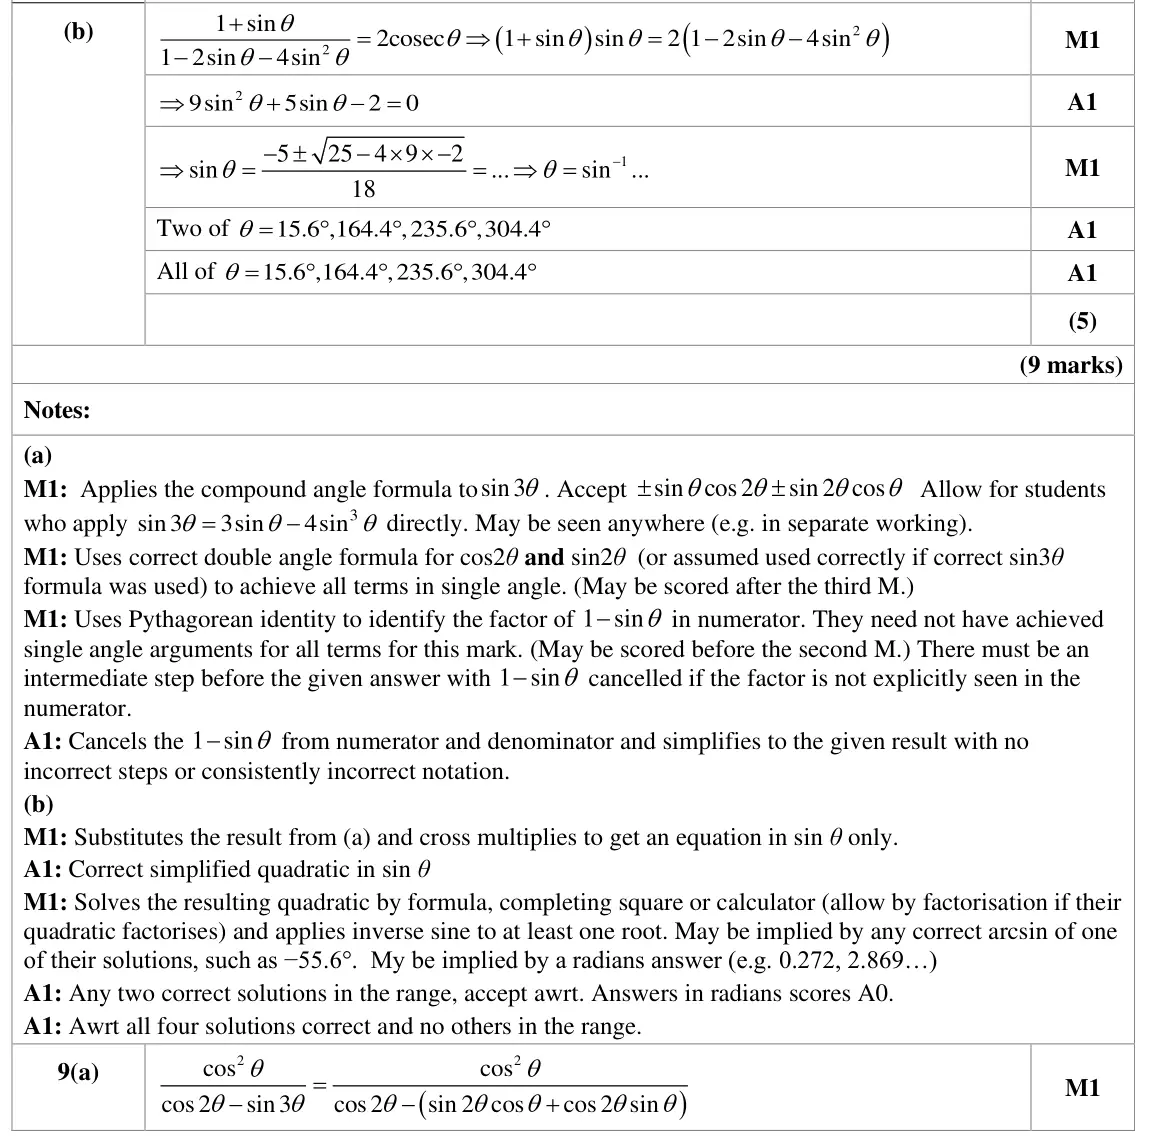 (b) (1+sin θ)/(1−2sin θ−4sin² θ) = 2cosec θ ⇒ (1+sin θ)sin θ = 2(1−2sin θ−4sin² θ) M1
⇒ 9sin² θ + 5sin θ − 2 = 0 A1
⇒ sin θ = (−5±√(25−4×9×−2))/18 = ... ⇒ θ = sin⁻¹ ... M1
Two of θ = 15.6°,164.4°,235.6°,304.4° A1
All of θ = 15.6°,164.4°,235.6°,304.4° A1
(5)
(9 marks)
Notes:
(a)
M1: Applies the compound angle formula to sin 3θ . Accept ±sin θ cos 2θ ± sin 2θ cos θ Allow for students
who apply sin 3θ = 3sin θ − 4sin³ θ directly. May be seen anywhere (e.g. in separate working).
M1: Uses correct double angle formula for cos2θ and sin2θ (or assumed used correctly if correct sin3θ
formula was used) to achieve all terms in single angle. (May be scored after the third M.)
M1: Uses Pythagorean identity to identify the factor of 1−sin θ in numerator. They need not have achieved
single angle arguments for all terms for this mark. (May be scored before the second M.) There must be an
intermediate step before the given answer with 1−sin θ cancelled if the factor is not explicitly seen in the
numerator.
A1: Cancels the 1−sin θ from numerator and denominator and simplifies to the given result with no
incorrect steps or consistently incorrect notation.
(b)
M1: Substitutes the result from (a) and cross multiplies to get an equation in sin θ only.
A1: Correct simplified quadratic in sin θ
M1: Solves the resulting quadratic by formula, completing square or calculator (allow by factorisation if their
quadratic factorises) and applies inverse sine to at least one root. May be implied by any correct arcsin of one
of their solutions, such as −55.6°. My be implied by a radians answer (e.g. 0.272, 2.869…)
A1: Any two correct solutions in the range, accept awrt. Answers in radians scores A0.
A1: Awrt all four solutions correct and no others in the range.
9(a) cos² θ/(cos 2θ − sin 3θ) = cos² θ/(cos 2θ − (sin 2θ cos θ + cos 2θ sin θ)) M1